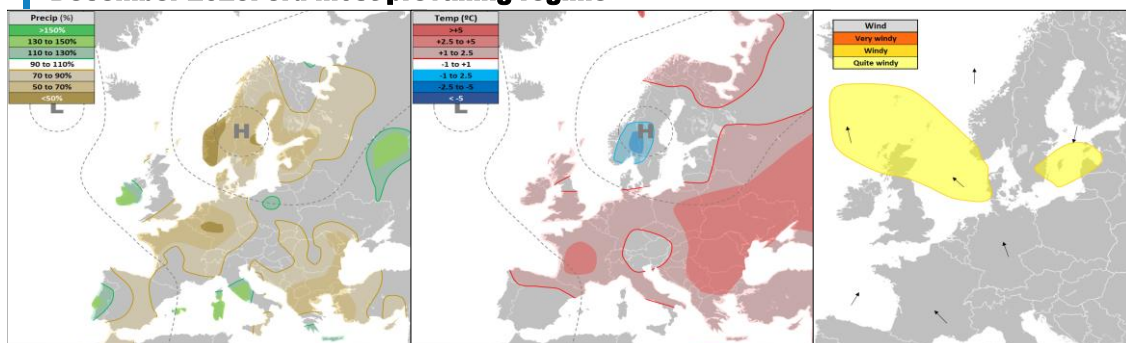 Precip (%)
>150%
130 to 150%
110 to 130%
90 to 110%
70 to 90%
50 to 70%
<50%
L
H
Temp (ºC)
>+5
+2.5 to +5
+1 to 2.5
-1 to +1
-1 to 2.5
-2.5 to -5
< -5
L
H
Wind
Very windy
Windy
Quite windy